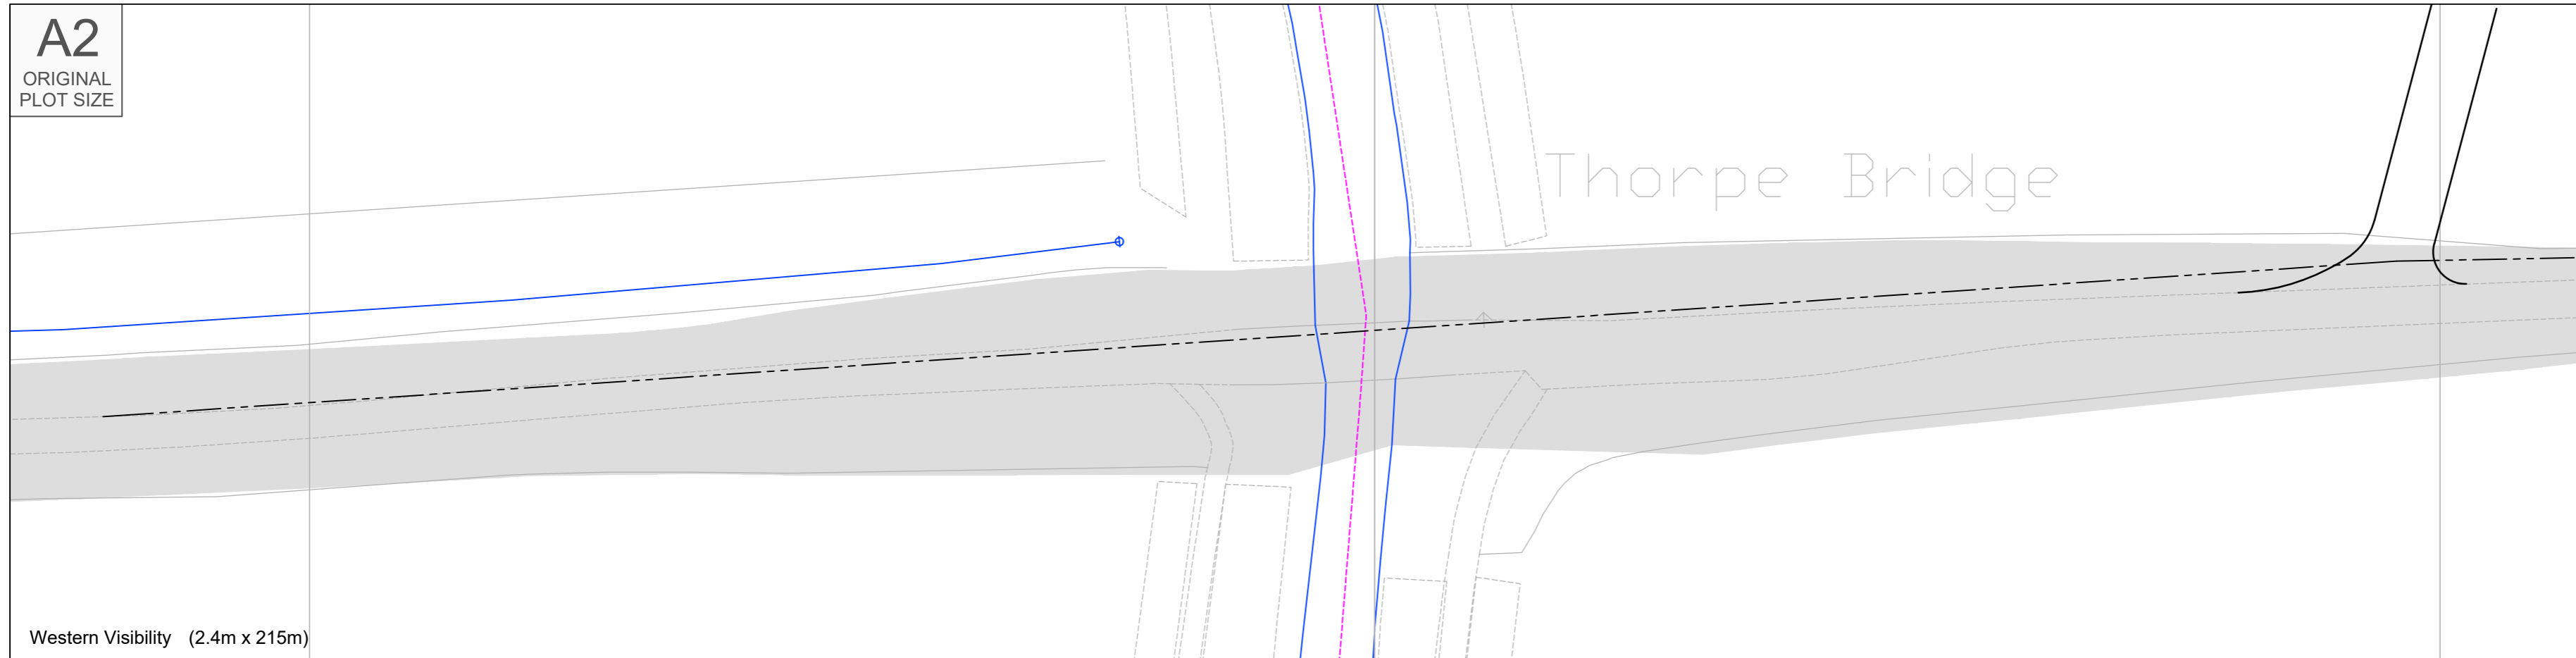 A2
ORIGINAL
PLOT SIZE
Thorpe Bridge
Western Visibility (2.4m x 215m)